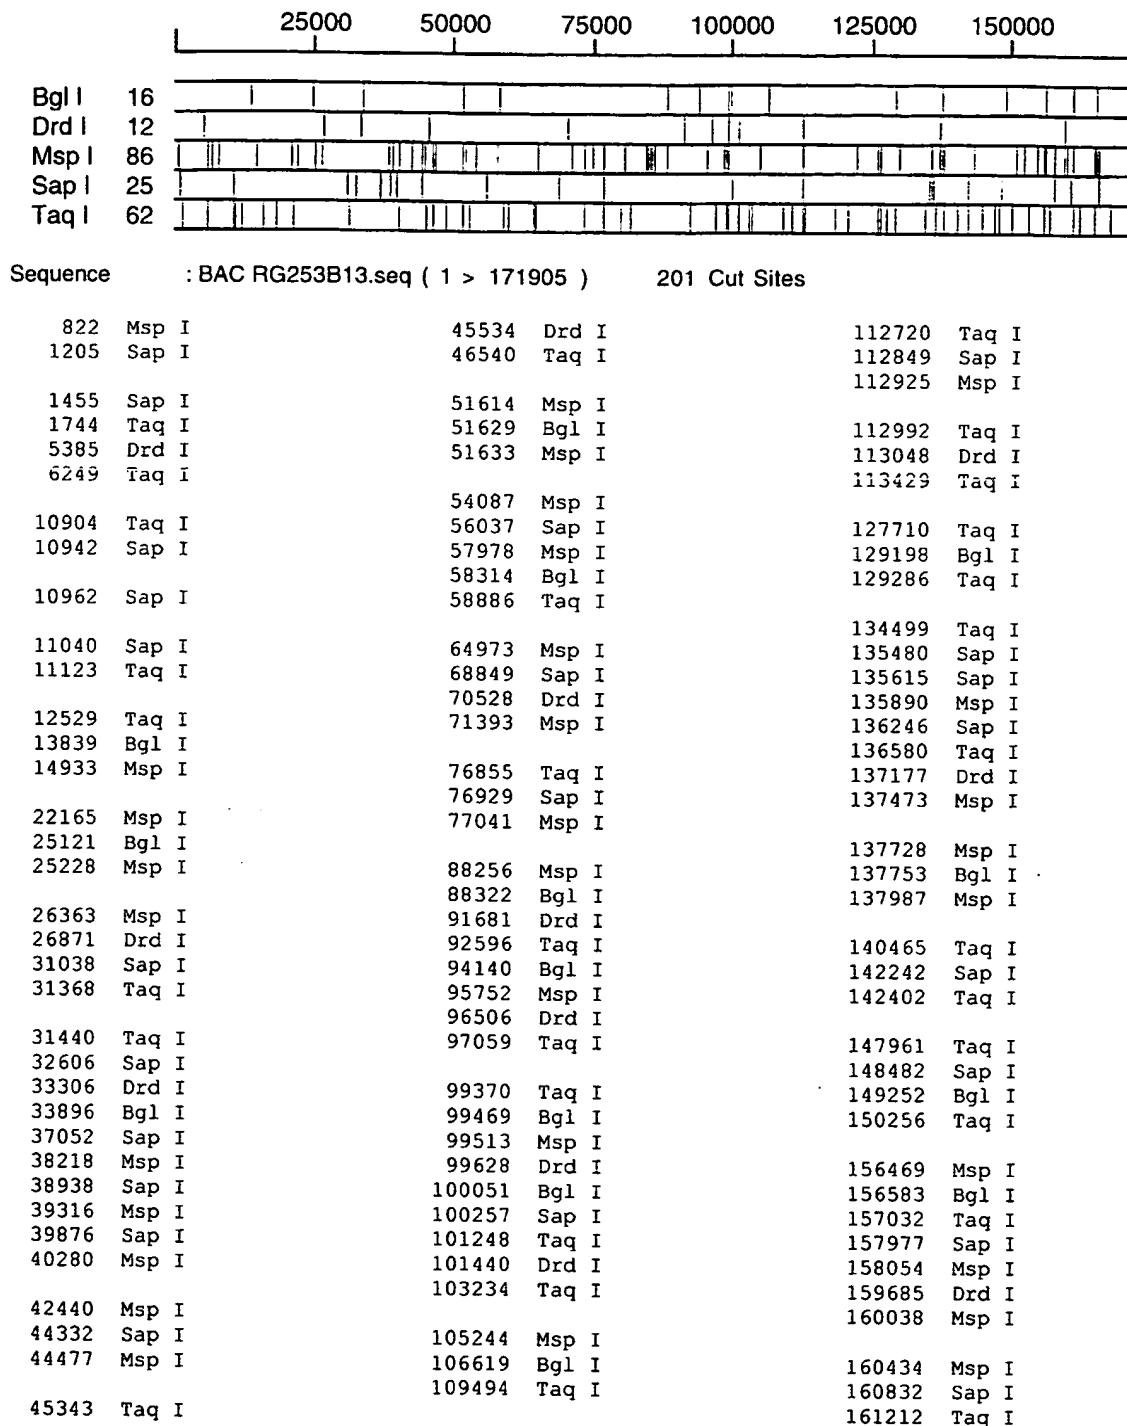 25000 50000 75000 100000 125000 150000
Bgl I 16
Drd I 12
Msp I 86
Sap I 25
Taq I 62
Sequence : BAC RG253B13.seq ( 1 > 171905 ) 201 Cut Sites
822 Msp I
1205 Sap I
1455 Sap I
1744 Taq I
5385 Drd I
6249 Taq I
10904 Taq I
10942 Sap I
10962 Sap I
11040 Sap I
11123 Taq I
12529 Taq I
13839 Bgl I
14933 Msp I
22165 Msp I
25121 Bgl I
25228 Msp I
26363 Msp I
26871 Drd I
31038 Sap I
31368 Taq I
31440 Taq I
32606 Sap I
33306 Drd I
33896 Bgl I
37052 Sap I
38218 Msp I
38938 Sap I
39316 Msp I
39876 Sap I
40280 Msp I
42440 Msp I
44332 Sap I
44477 Msp I
45343 Taq I
45534 Drd I
46540 Taq I
51614 Msp I
51629 Bgl I
51633 Msp I
54087 Msp I
56037 Sap I
57978 Msp I
58314 Bgl I
58886 Taq I
64973 Msp I
68849 Sap I
70528 Drd I
71393 Msp I
76855 Taq I
76929 Sap I
77041 Msp I
88256 Msp I
88322 Bgl I
91681 Drd I
92596 Taq I
94140 Bgl I
95752 Msp I
96506 Drd I
97059 Taq I
99370 Taq I
99469 Bgl I
99513 Msp I
99628 Drd I
100051 Bgl I
100257 Sap I
101248 Taq I
101440 Drd I
103234 Taq I
105244 Msp I
106619 Bgl I
109494 Taq I
112720 Taq I
112849 Sap I
112925 Msp I
112992 Taq I
113048 Drd I
113429 Taq I
127710 Taq I
129198 Bgl I
129286 Taq I
134499 Taq I
135480 Sap I
135615 Sap I
135890 Msp I
136246 Sap I
136580 Taq I
137177 Drd I
137473 Msp I
137728 Msp I
137753 Bgl I
137987 Msp I
140465 Taq I
142242 Sap I
142402 Taq I
147961 Taq I
148482 Sap I
149252 Bgl I
150256 Taq I
156469 Msp I
156583 Bgl I
157032 Taq I
157977 Sap I
158054 Msp I
159685 Drd I
160038 Msp I
160434 Msp I
160832 Sap I
161212 Taq I